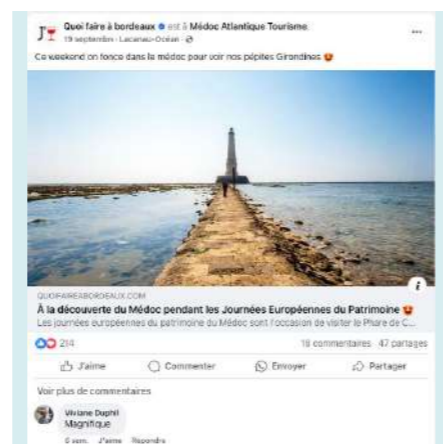 Quoi faire à bordeaux est à Médoc Atlantique Tourisme.
19 septembre · Lacanau-Océan ·
Ce weekend on fonce dans le médoc pour voir nos pépites Girondines
QUOIFAIREABORDEAUX.COM
À la découverte du Médoc pendant les Journées Européennes du Patrimoine
Les journées européennes du patrimoine du Médoc sont l'occasion de visiter le Phare de C...
214
18 commentaires 47 partages
J'aime Commenter Envoyer Partager
Voir plus de commentaires
Viviane Duphil
Magnifique
6 sem. J'aime Répondre